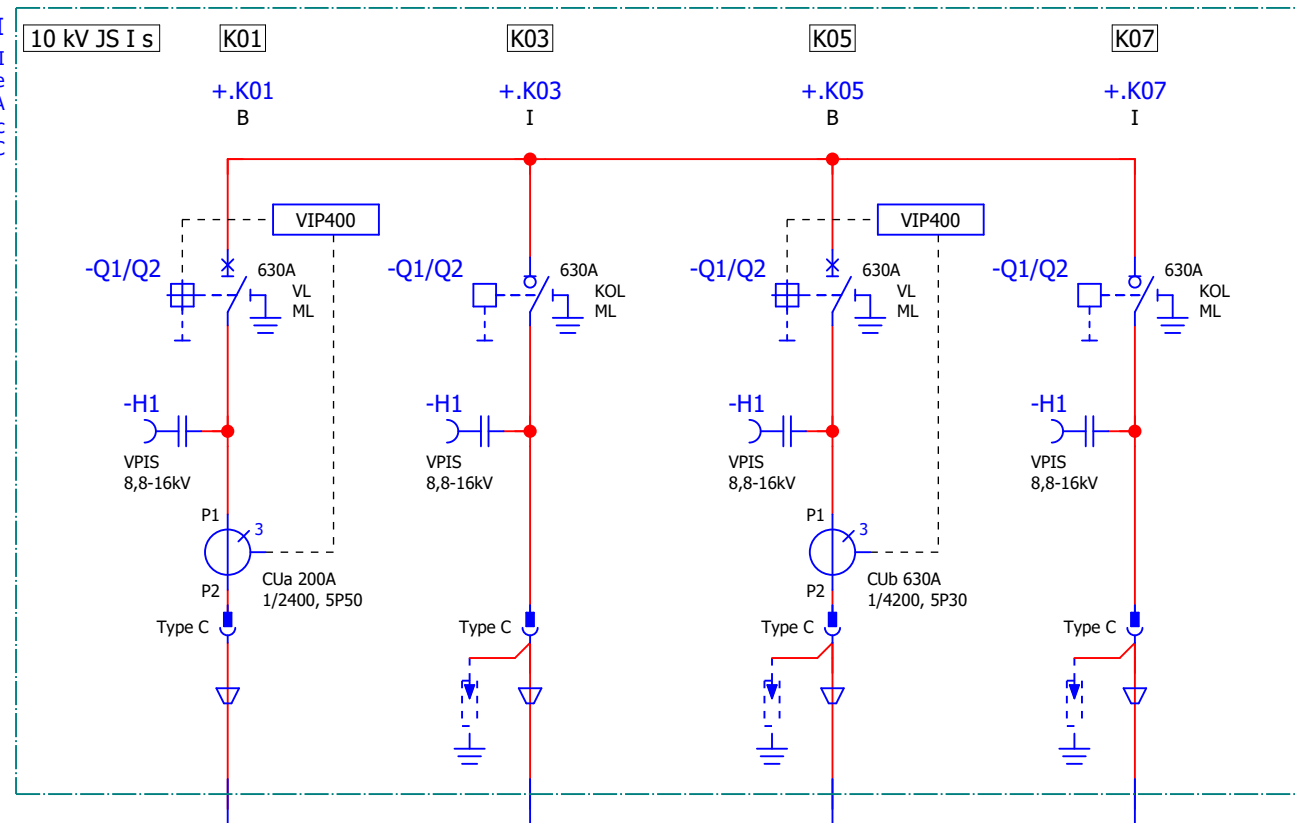 10 kV JS I s
K01
K03
K05
K07
+.K01
+.K03
+.K05
+.K07
B
I
B
I
VIP400
VIP400
-Q1/Q2
630A
VL
ML
-Q1/Q2
630A
KOL
ML
-Q1/Q2
630A
VL
ML
-Q1/Q2
630A
KOL
ML
-H1
VPIS
8,8-16kV
-H1
VPIS
8,8-16kV
-H1
VPIS
8,8-16kV
-H1
VPIS
8,8-16kV
P1
3
P2
CUa 200A
1/2400, 5P50
P1
3
P2
CUb 630A
1/4200, 5P30
Type C
Type C
Type C
Type C